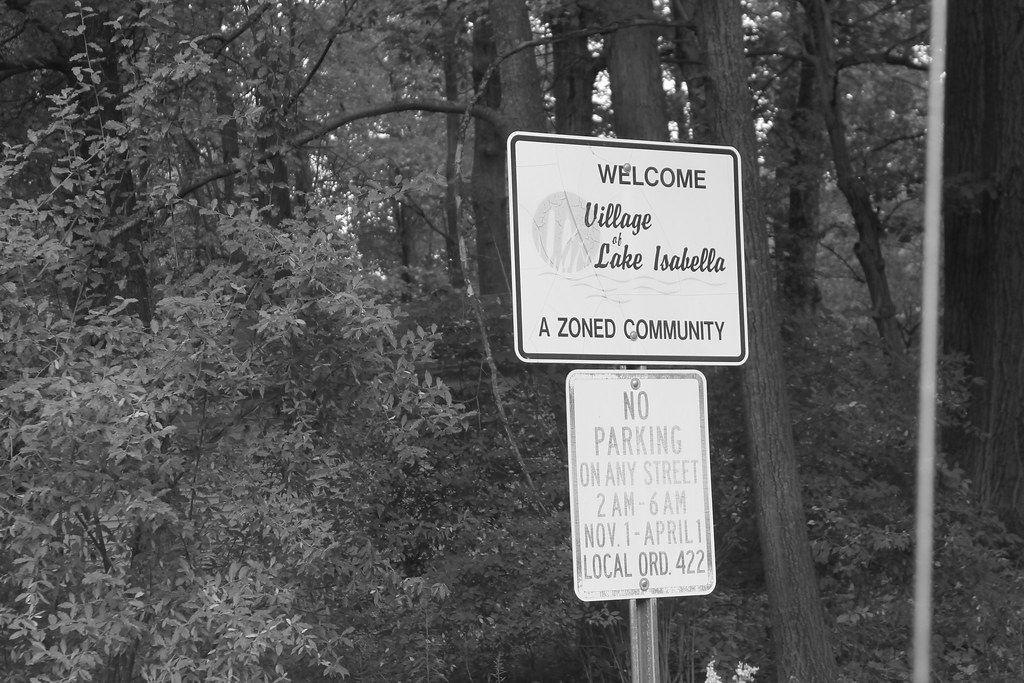 WELCOME
Village
of
Lake Isabella
A ZONED COMMUNITY
NO
PARKING
ON ANY STREET
2 AM - 6 AM
NOV. 1 - APRIL 1
LOCAL ORD. 422